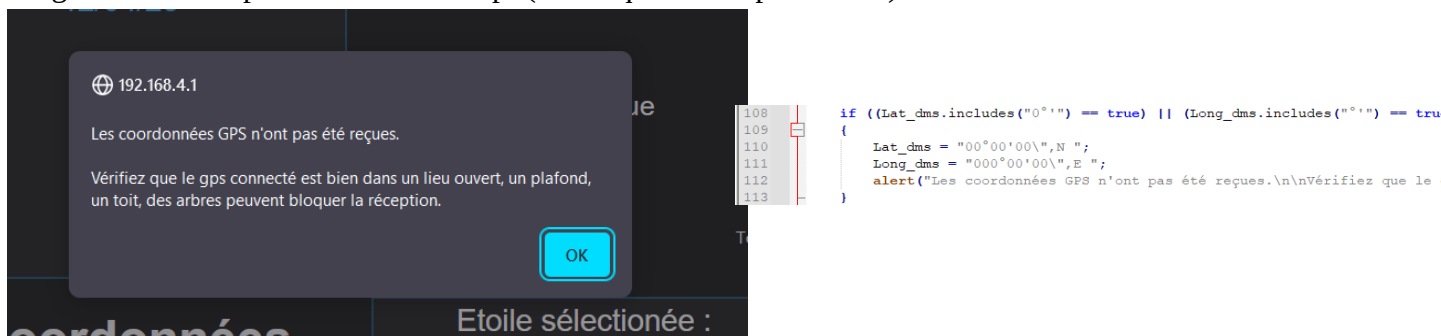 192.168.4.1
Les coordonnées GPS n'ont pas été reçues.
Vérifiez que le gps connecté est bien dans un lieu ouvert, un plafond,
un toit, des arbres peuvent bloquer la réception.
OK
Etoile sélectionée :
108 if ((Lat_dms.includes("0°'") == true) || (Long_dms.includes("°'") == tru
109 {
110 Lat_dms = "00°00'00\",N ";
111 Long_dms = "000°00'00\",E ";
112 alert("Les coordonnées GPS n'ont pas été reçues.\n\nVérifiez que le
113 }